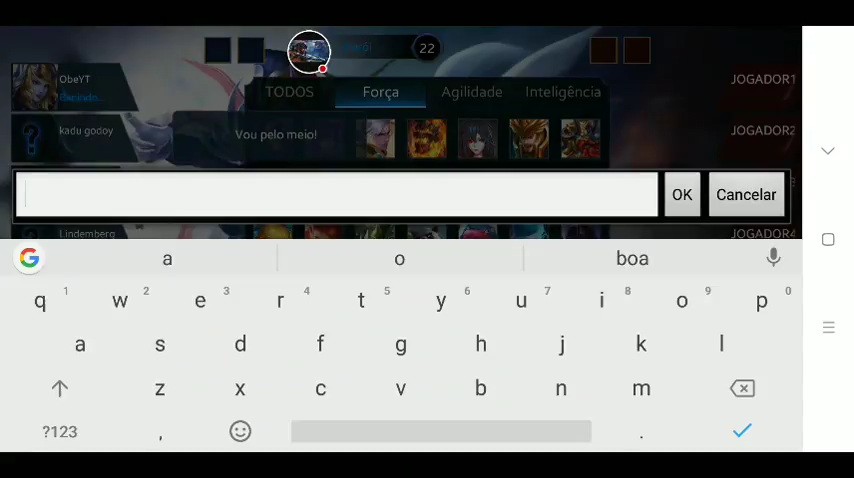 22
ObeYT
Banindo...
TODOS Força Agilidade Inteligência
JOGADOR1
kadu godoy
Vou pelo meio!
JOGADOR2
OK Cancelar
Lindemberg
JOGADOR4
a o boa
q 1 w 2 e 3 r 4 t 5 y 6 u 7 i 8 o 9 p 0
a s d f g h j k l
z x c v b n m
?123 , .